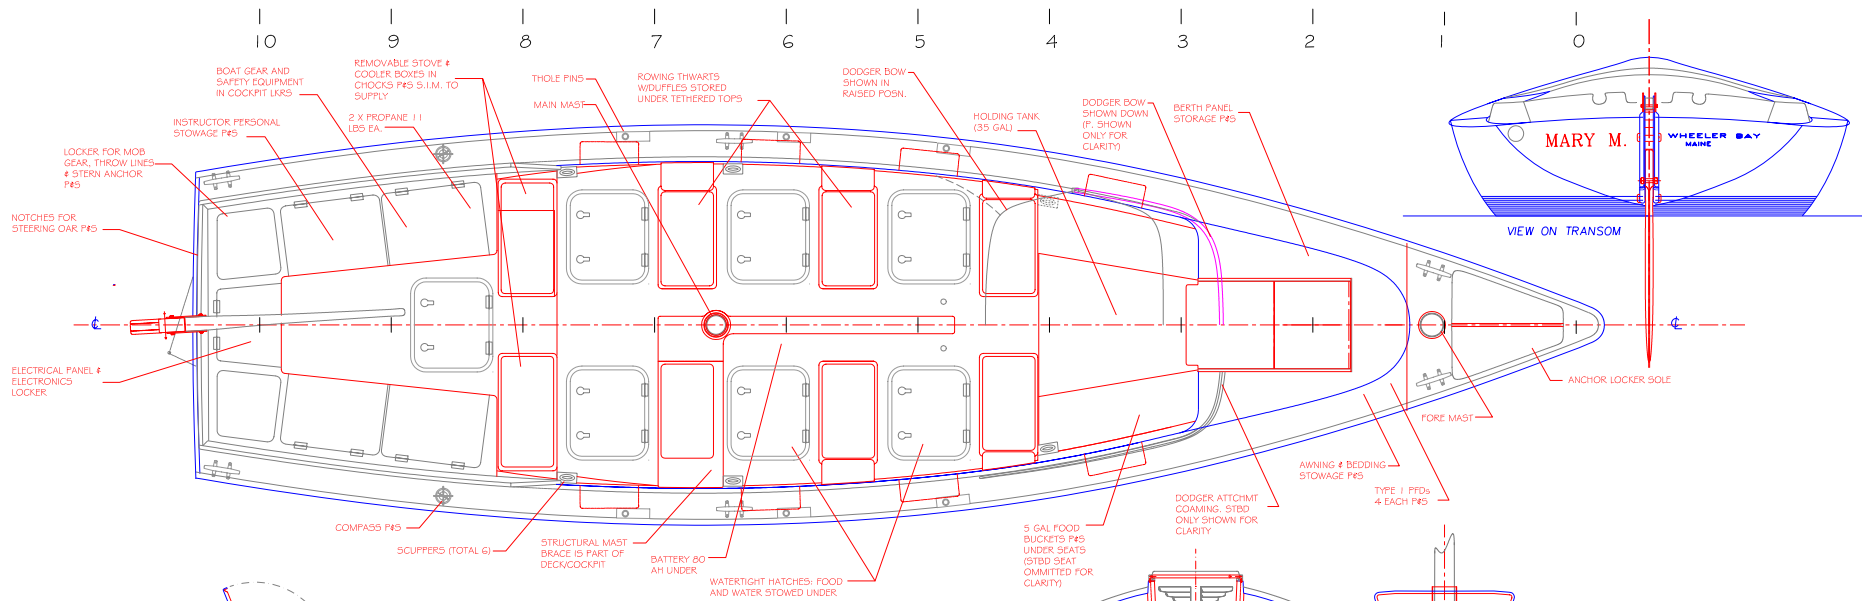 10 9 8 7 6 5 4 3 2 1 0
BOAT GEAR AND
SAFETY EQUIPMENT
IN COCKPIT LKRS
REMOVABLE STOVE &
COOLER BOXES IN
CHOCKS P&S S.I.M. TO
SUPPLY
THOLE PINS
MAIN MAST
ROWING THWARTS
W/DUFFLES STORED
UNDER TETHERED TOPS
DODGER BOW
SHOWN IN
RAISED POSN.
HOLDING TANK
(35 GAL)
DODGER BOW
SHOWN DOWN
(P. SHOWN
ONLY FOR
CLARITY)
BERTH PANEL
STORAGE P&S
INSTRUCTOR PERSONAL
STOWAGE P&S
2 X PROPANE 11
LBS EA.
LOCKER FOR MOB
GEAR, THROW LINES
& STERN ANCHOR
P&S
NOTCHES FOR
STEERING OAR P&S
MARY M.
WHEELER BAY
MAINE
VIEW ON TRANSOM
ELECTRICAL PANEL &
ELECTRONICS
LOCKER
ANCHOR LOCKER SOLE
FORE MAST
AWNING & BEDDING
STOWAGE P&S
TYPE 1 PFDs
4 EACH P&S
COMPASS P&S
SCUPPERS (TOTAL 6)
STRUCTURAL MAST
BRACE IS PART OF
DECK/COCKPIT
BATTERY 80
AH UNDER
WATERTIGHT HATCHES: FOOD
AND WATER STOWED UNDER
5 GAL FOOD
BUCKETS P&S
UNDER SEATS
(STBD SEAT
OMMITTED FOR
CLARITY)
DODGER ATTCHMT
COAMING. STBD
ONLY SHOWN FOR
CLARITY